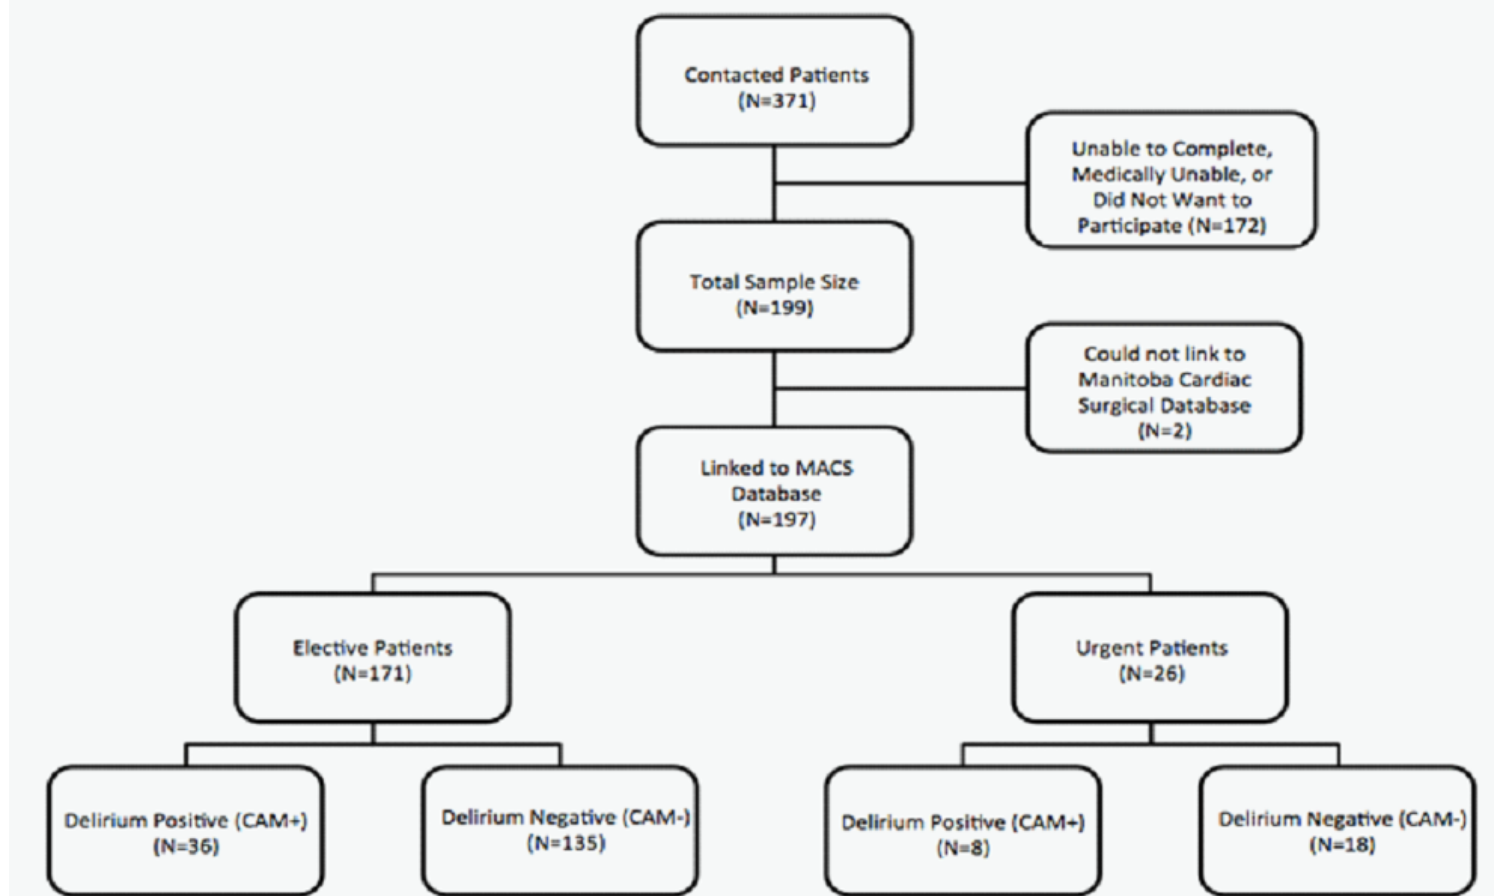 Contacted Patients
(N=371)
Unable to Complete,
Medically Unable, or
Did Not Want to
Participate (N=172)
Total Sample Size
(N=199)
Could not link to
Manitoba Cardiac
Surgical Database
(N=2)
Linked to MACS
Database
(N=197)
Elective Patients
(N=171)
Urgent Patients
(N=26)
Delirium Positive (CAM+)
(N=36)
Delirium Negative (CAM-)
(N=135)
Delirium Positive (CAM+)
(N=8)
Delirium Negative (CAM-)
(N=18)